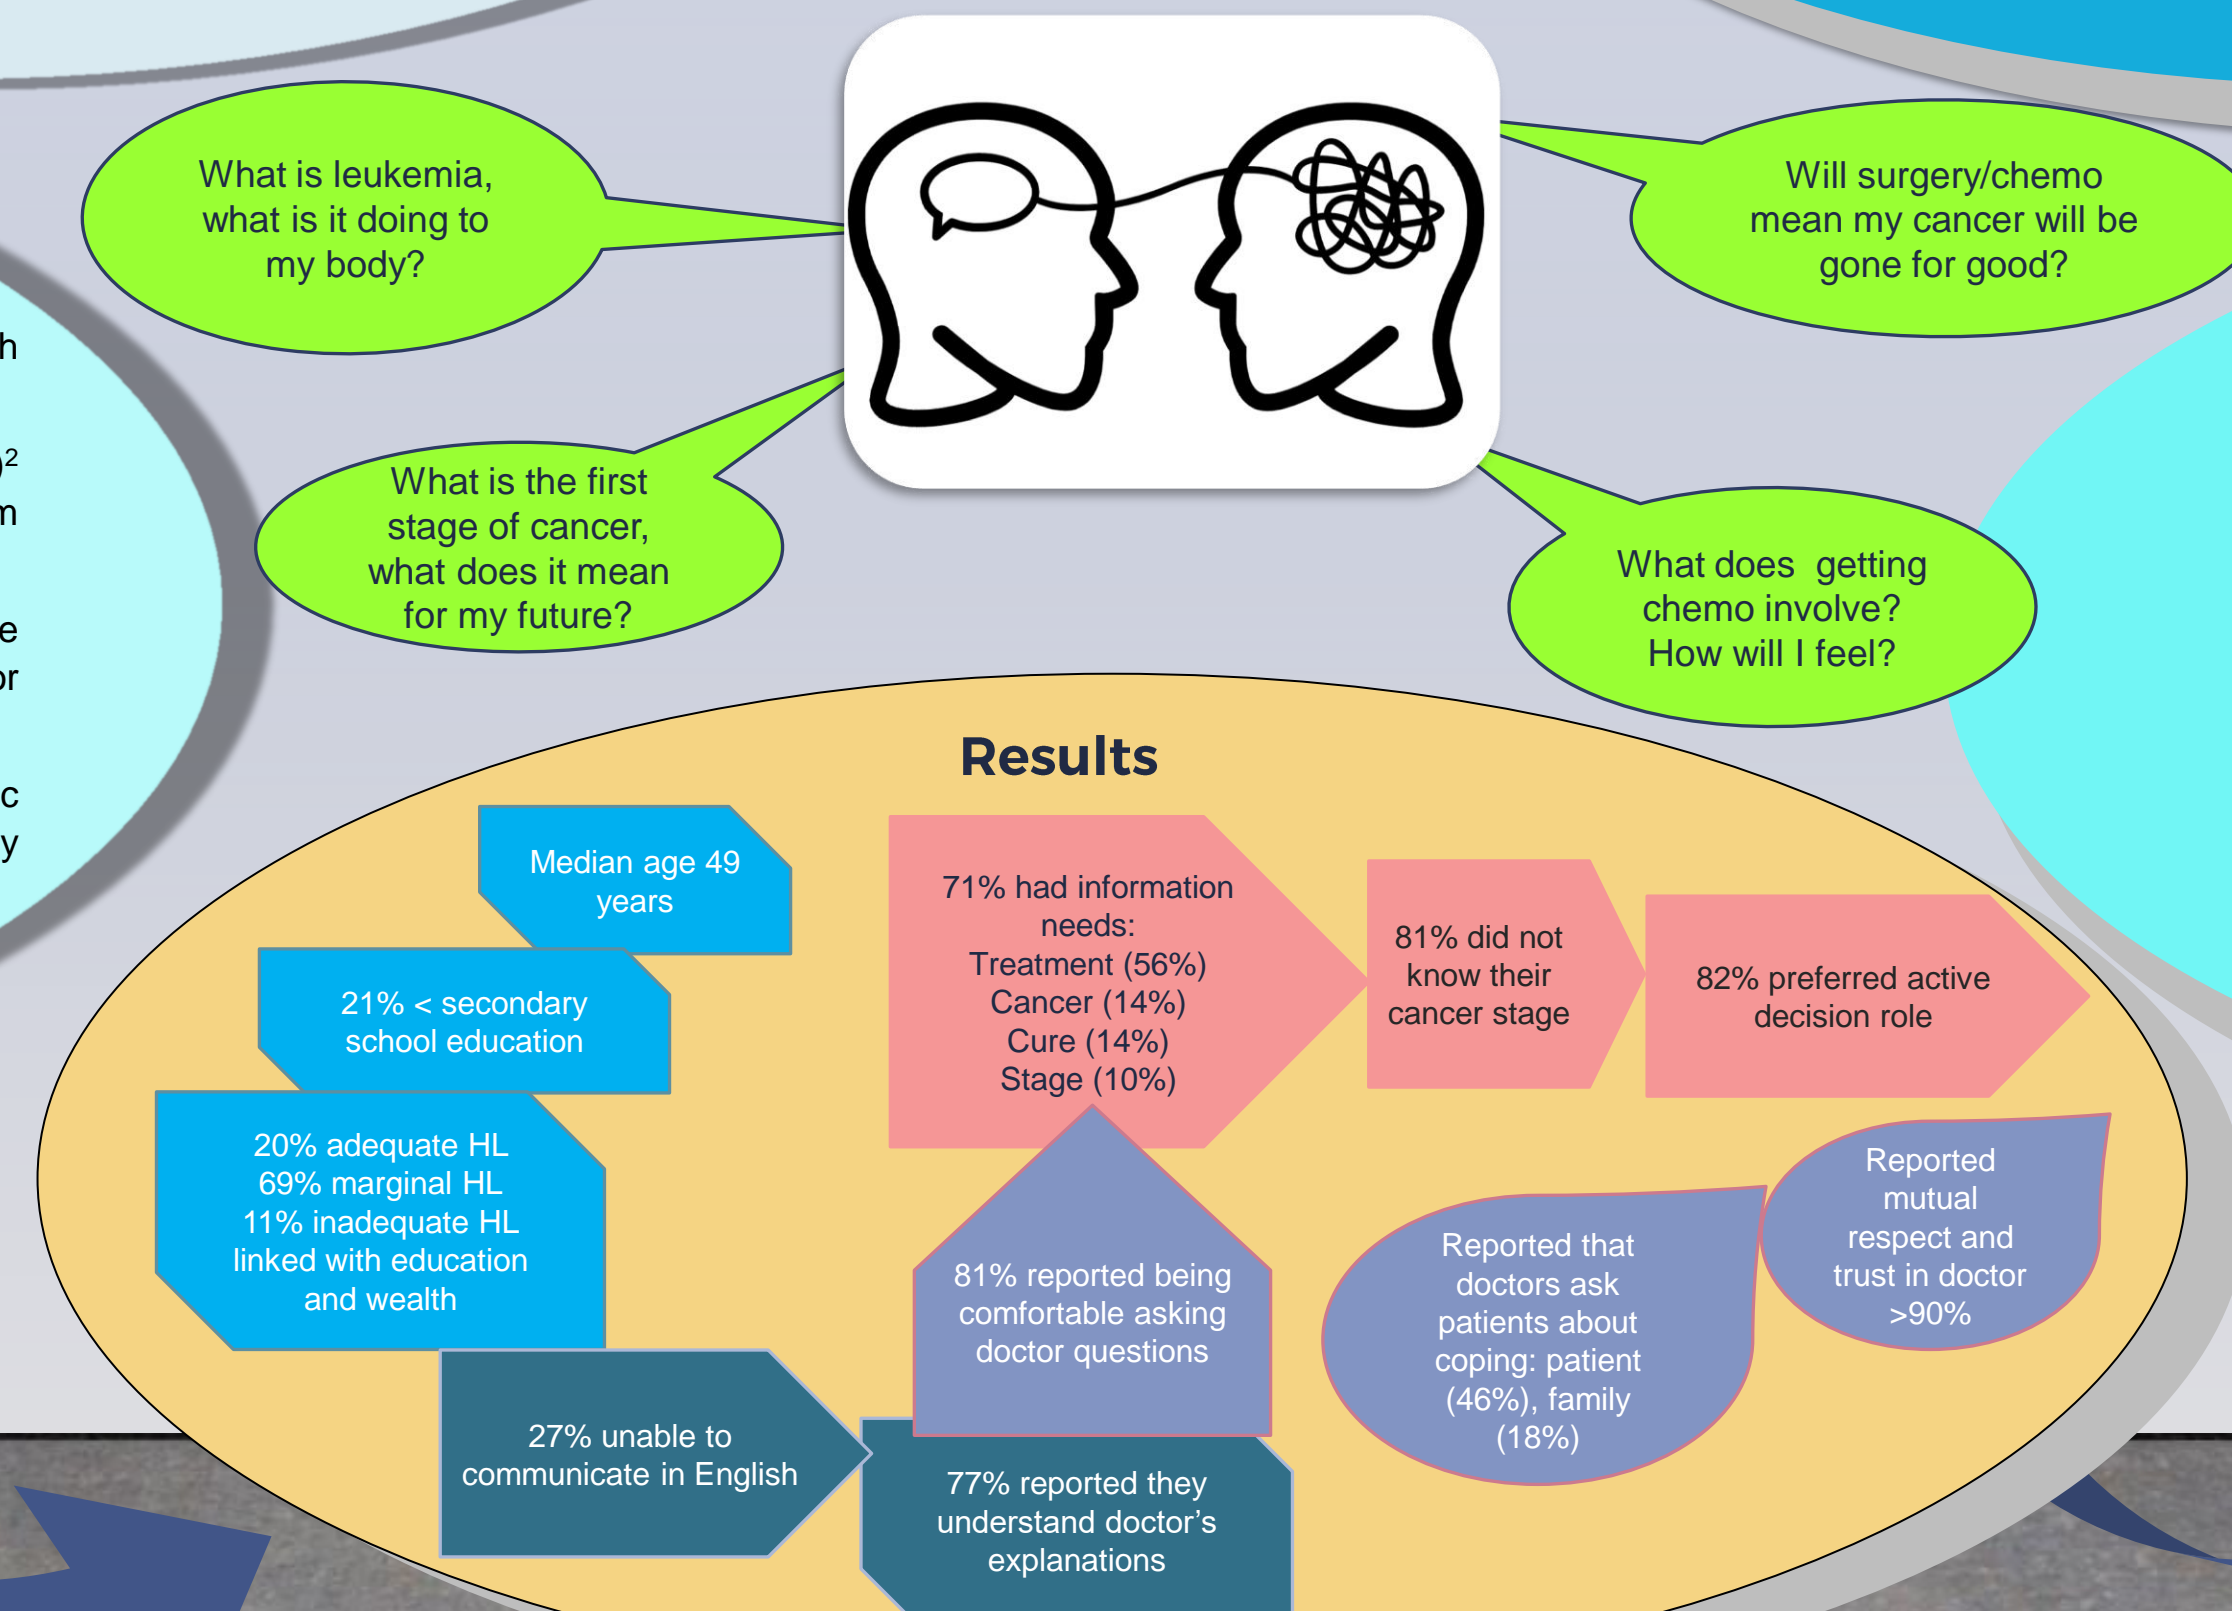 What is leukemia,
what is it doing to
my body?
Will surgery/chemo
mean my cancer will be
gone for good?
What is the first
stage of cancer,
what does it mean
for my future?
What does getting
chemo involve?
How will I feel?
h
)²
m
e
or
c
y
Results
Median age 49
years
21% < secondary
school education
20% adequate HL
69% marginal HL
11% inadequate HL
linked with education
and wealth
27% unable to
communicate in English
77% reported they
understand doctor’s
explanations
81% reported being
comfortable asking
doctor questions
71% had information
needs:
Treatment (56%)
Cancer (14%)
Cure (14%)
Stage (10%)
81% did not
know their
cancer stage
82% preferred active
decision role
Reported that
doctors ask
patients about
coping: patient
(46%), family
(18%)
Reported
mutual
respect and
trust in doctor
>90%